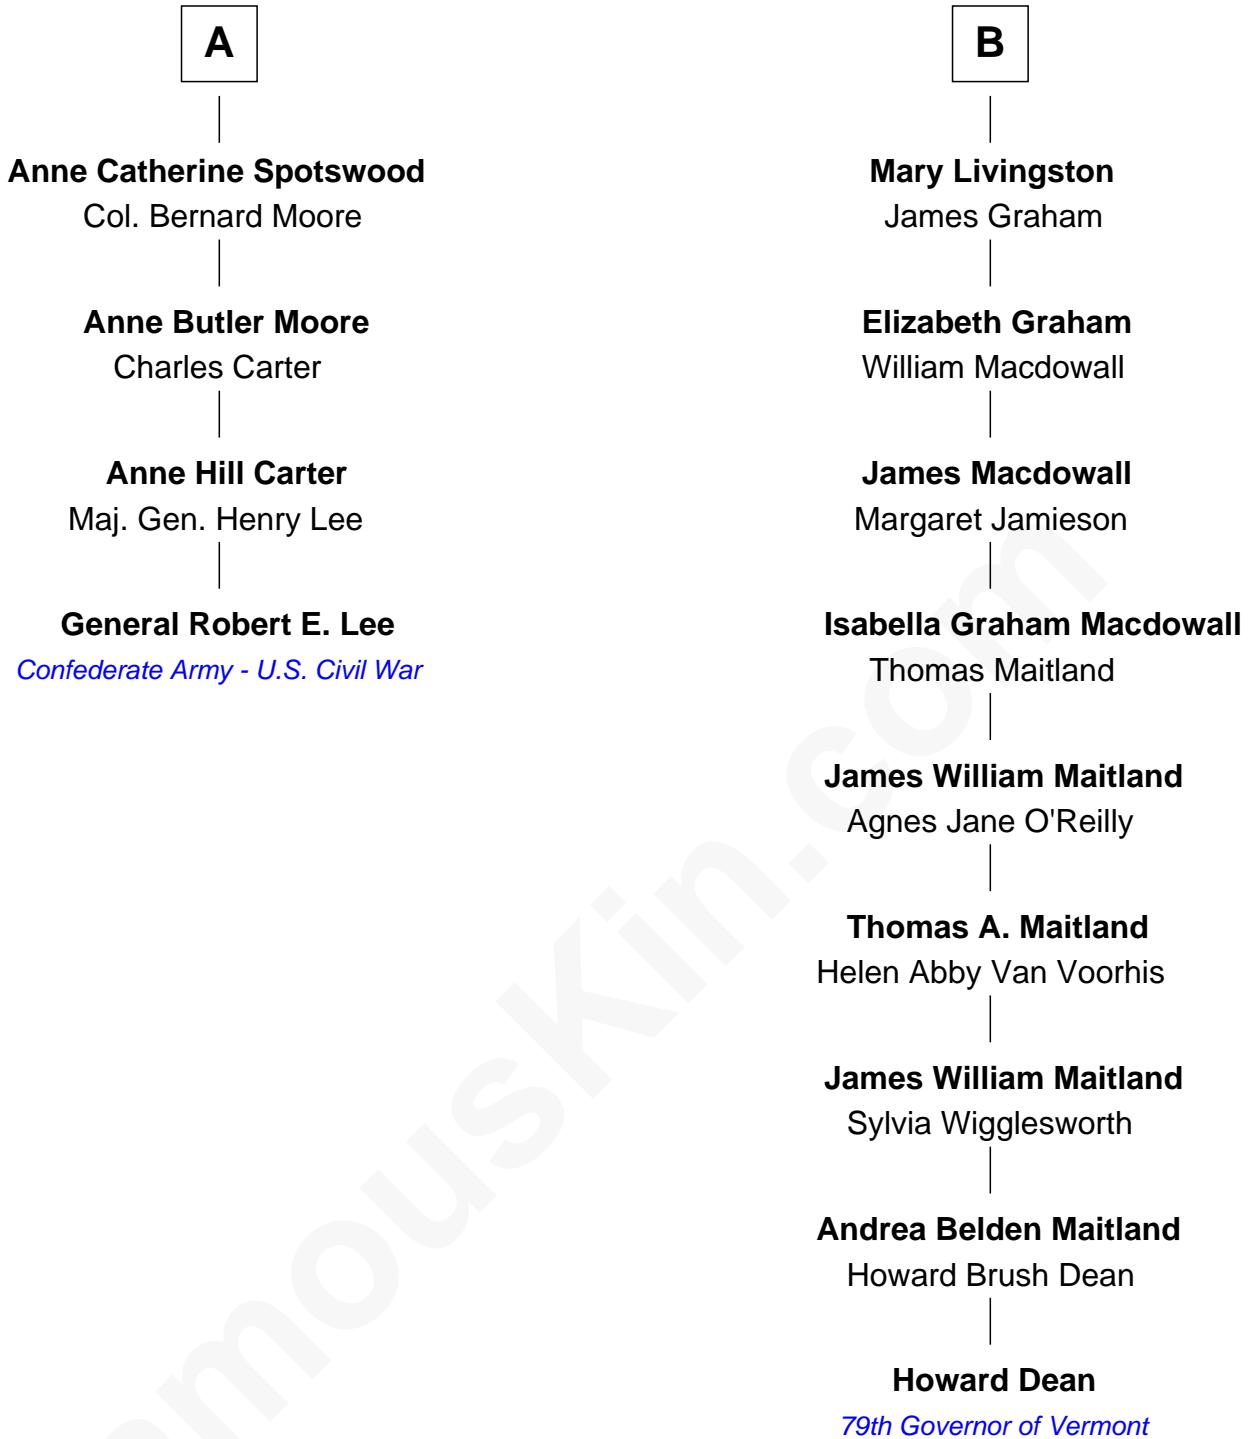 A
Anne Catherine Spotswood
Col. Bernard Moore
Anne Butler Moore
Charles Carter
Anne Hill Carter
Maj. Gen. Henry Lee
General Robert E. Lee
Confederate Army - U.S. Civil War
B
Mary Livingston
James Graham
Elizabeth Graham
William Macdowall
James Macdowall
Margaret Jamieson
Isabella Graham Macdowall
Thomas Maitland
James William Maitland
Agnes Jane O'Reilly
Thomas A. Maitland
Helen Abby Van Voorhis
James William Maitland
Sylvia Wigglesworth
Andrea Belden Maitland
Howard Brush Dean
Howard Dean
79th Governor of Vermont
amousKin.com